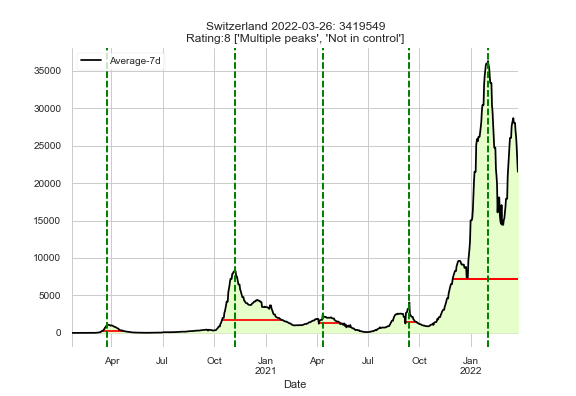 Switzerland 2022-03-26: 3419549
Rating:8 ['Multiple peaks', 'Not in control']
Average-7d
35000
30000
25000
20000
15000
10000
5000
0
Apr Jul Oct Jan Apr Jul Oct Jan
2021 2022
Date